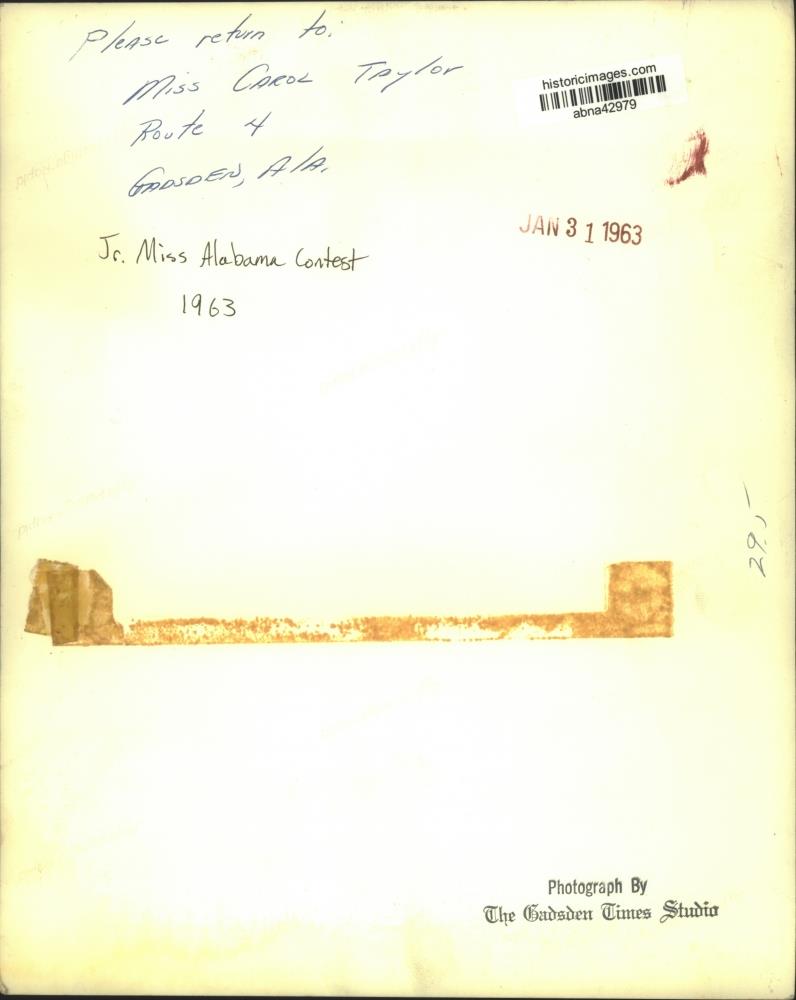 Please return to:
Miss Carol Taylor
Route 4
Gadsden, Ala.
historicimages.com
abna42979
JAN 31 1963
Jr. Miss Alabama Contest
1963
29.-
Photograph By
The Gadsden Times Studio